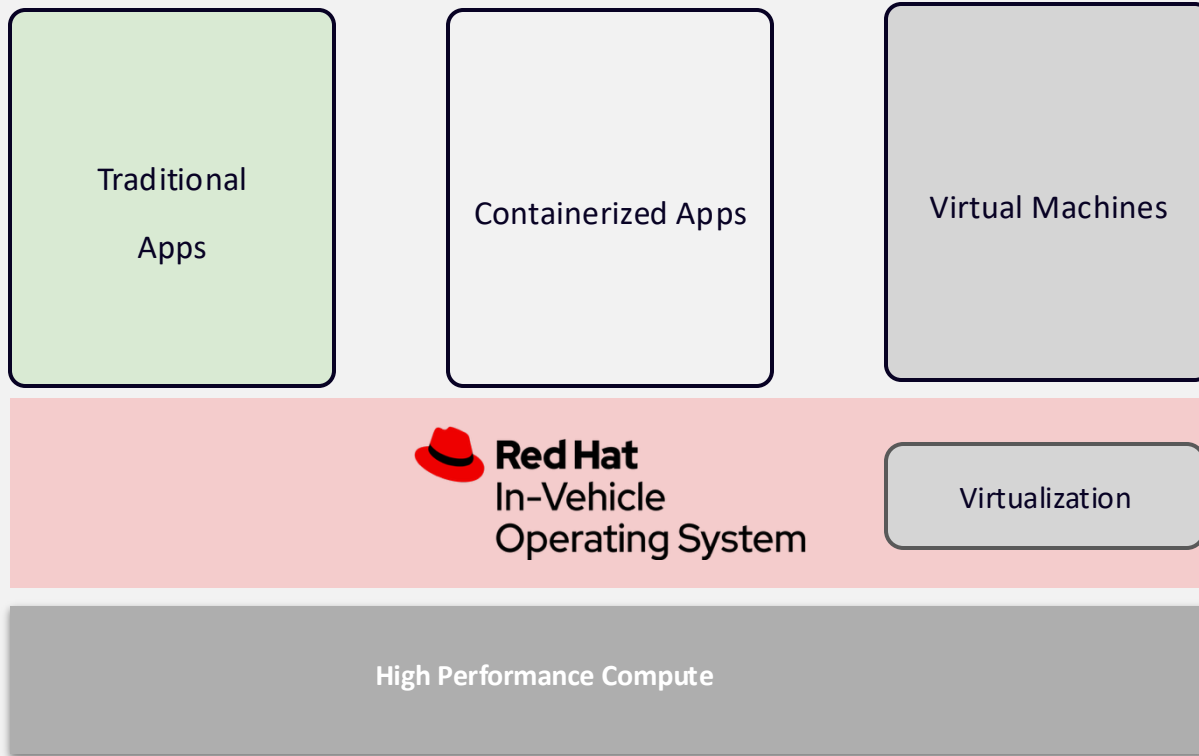 Traditional
Apps
Containerized Apps
Virtual Machines
Red Hat
In-Vehicle
Operating System
Virtualization
High Performance Compute